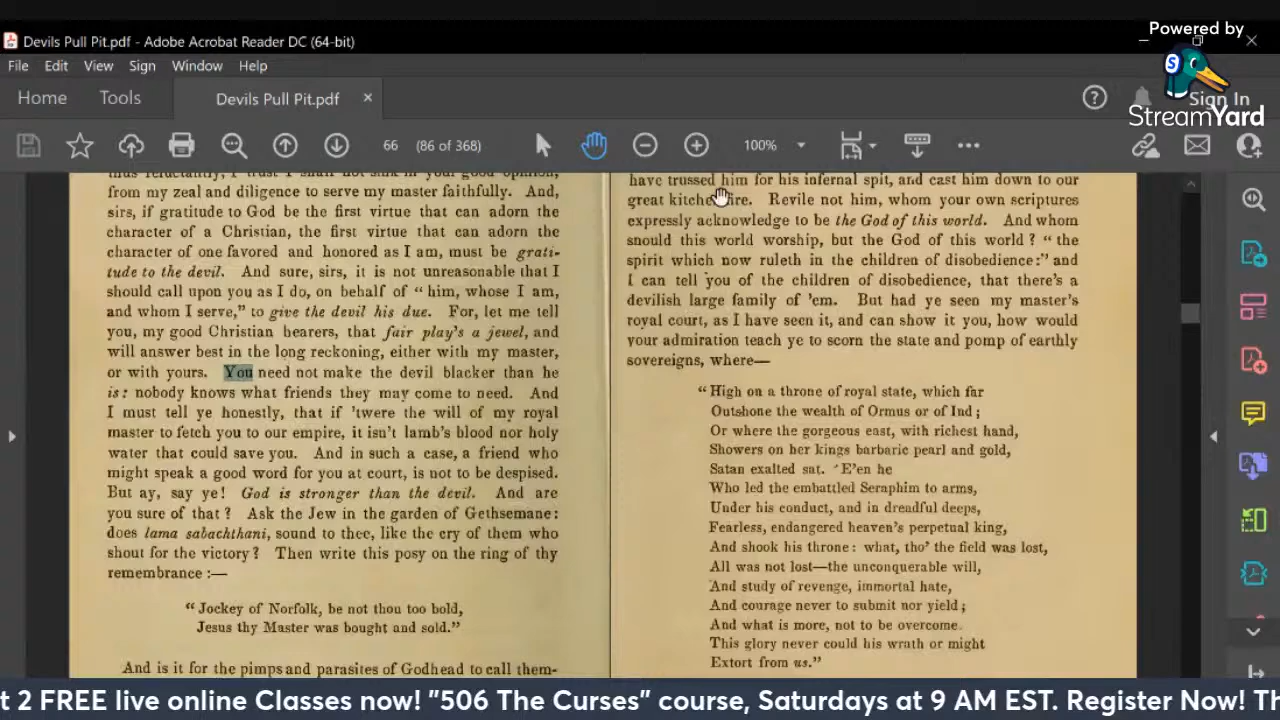 Powered by
StreamYard
Devils Pull Pit.pdf - Adobe Acrobat Reader DC (64-bit)
File Edit View Sign Window Help
Home Tools Devils Pull Pit.pdf × Sign In
66 (86 of 368) 100%
thus reluctantly, I trust I shall not sink in your good opinion,
from my zeal and diligence to serve my master faithfully. And,
sirs, if gratitude to God be the first virtue that can adorn the
character of a Christian, the first virtue that can adorn the
character of one favored and honored as I am, must be grati-
tude to the devil. And sure, sirs, it is not unreasonable that I
should call upon you as I do, on behalf of “ him, whose I am,
and whom I serve,” to give the devil his due. For, let me tell
you, my good Christian hearers, that fair play's a jewel, and
will answer best in the long reckoning, either with my master,
or with yours. You need not make the devil blacker than he
is: nobody knows what friends they may come to need. And
I must tell ye honestly, that if 'twere the will of my royal
master to fetch you to our empire, it isn't lamb's blood nor holy
water that could save you. And in such a case, a friend who
might speak a good word for you at court, is not to be despised.
But ay, say ye! God is stronger than the devil. And are
you sure of that? Ask the Jew in the garden of Gethsemane:
does lama sabachthani, sound to thee, like the cry of them who
shout for the victory? Then write this posy on the ring of thy
remembrance :—
“ Jockey of Norfolk, be not thou too bold,
Jesus thy Master was bought and sold.”
And is it for the pimps and parasites of Godhead to call them-
have trussed him for his infernal spit, and cast him down to our
great kitchen fire. Revile not him, whom your own scriptures
expressly acknowledge to be the God of this world. And whom
snould this world worship, but the God of this world? “ the
spirit which now ruleth in the children of disobedience:” and
I can tell you of the children of disobedience, that there's a
devilish large family of 'em. But had ye seen my master's
royal court, as I have seen it, and can show it you, how would
your admiration teach ye to scorn the state and pomp of earthly
sovereigns, where—
“ High on a throne of royal state, which far
Outshone the wealth of Ormus or of Ind ;
Or where the gorgeous east, with richest hand,
Showers on her kings barbaric pearl and gold,
Satan exalted sat. 'E'en he
Who led the embattled Seraphim to arms,
Under his conduct, and in dreadful deeps,
Fearless, endangered heaven's perpetual king,
And shook his throne: what, tho' the field was lost,
All was not lost—the unconquerable will,
And study of revenge, immortal hate,
And courage never to submit nor yield ;
And what is more, not to be overcome.
This glory never could his wrath or might
Extort from us.”
t 2 FREE live online Classes now! "506 The Curses" course, Saturdays at 9 AM EST. Register Now! Th